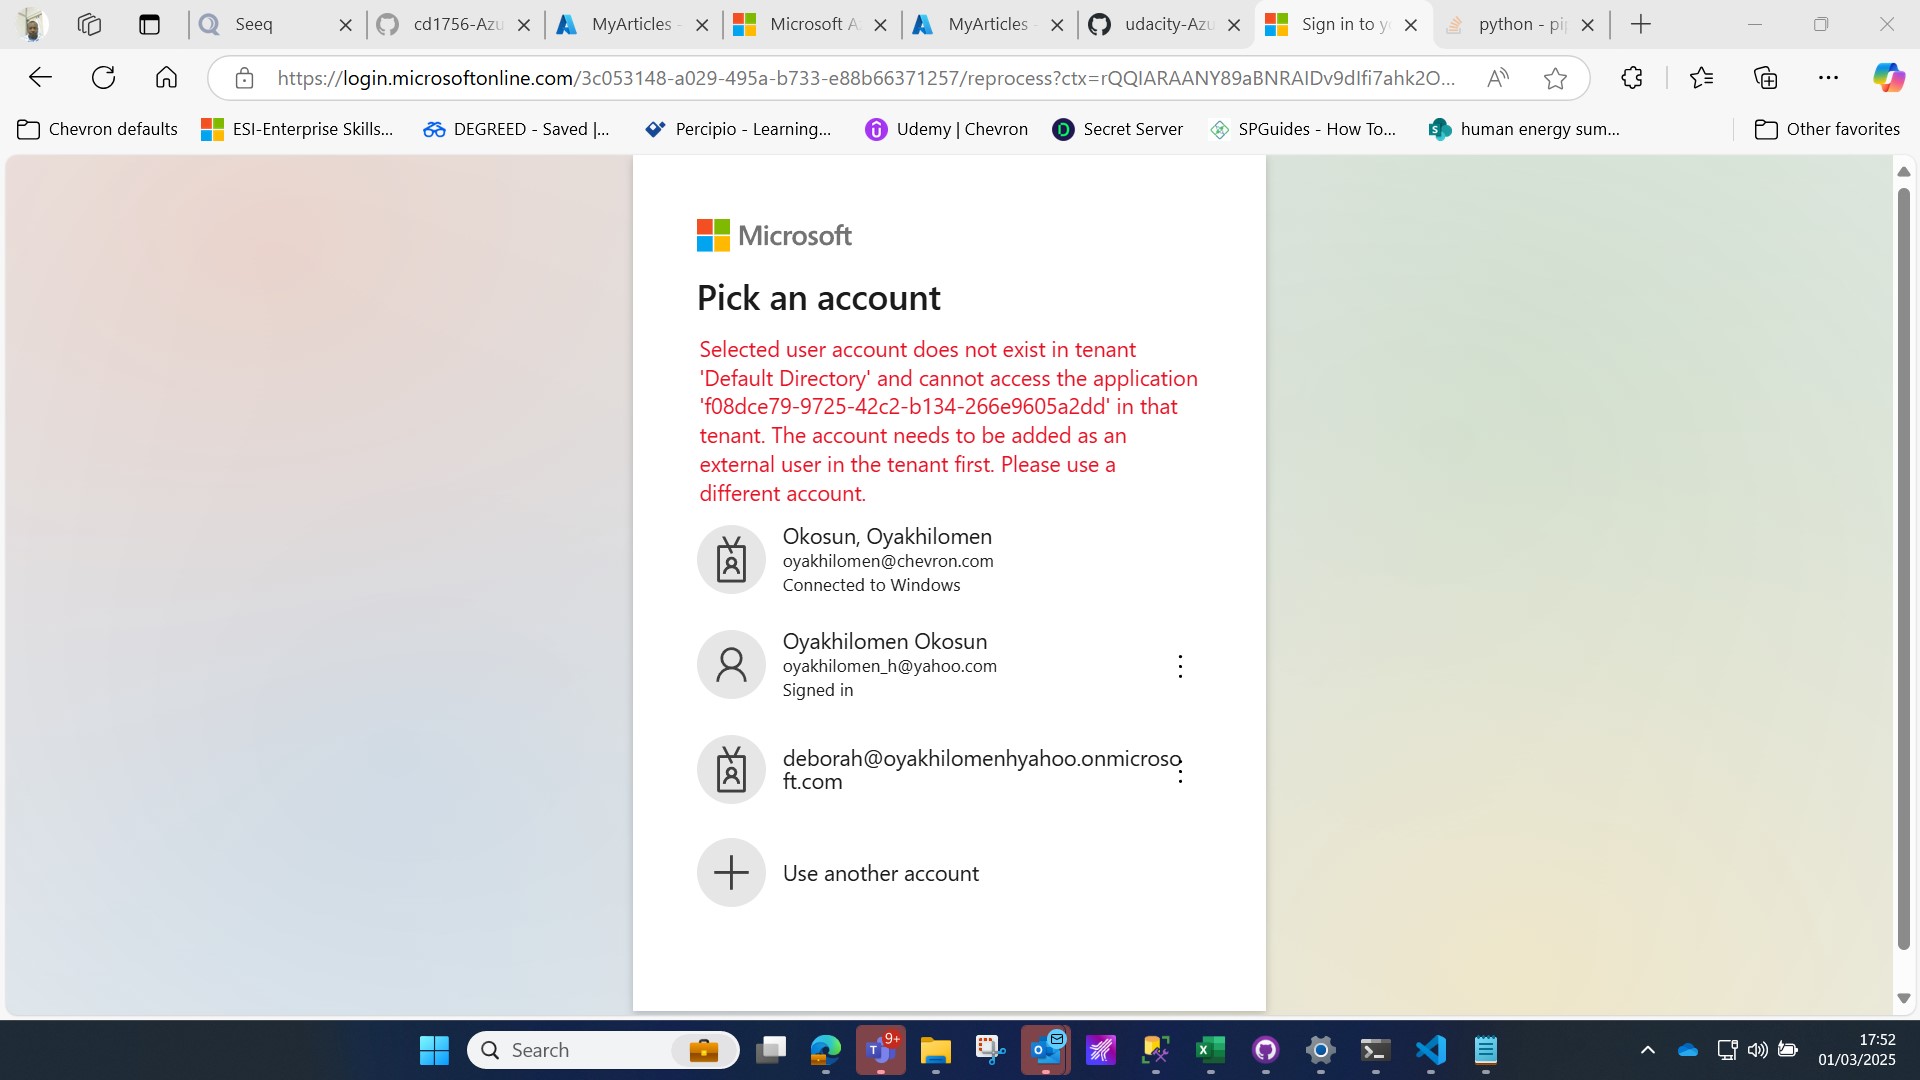 Seeq
cd1756-Azu
MyArticles -
Microsoft A
MyArticles -
udacity-Azu
Sign in to y
python - pip
https://login.microsoftonline.com/3c053148-a029-495a-b733-e88b66371257/reprocess?ctx=rQQIARAANY89aBNRAIDv9dIfi7ahk2O...
Chevron defaults
ESI-Enterprise Skills...
DEGREED - Saved |...
Percipio - Learning...
Udemy | Chevron
Secret Server
SPGuides - How To...
human energy sum...
Other favorites
Microsoft
Pick an account
Selected user account does not exist in tenant
'Default Directory' and cannot access the application
'f08dce79-9725-42c2-b134-266e9605a2dd' in that
tenant. The account needs to be added as an
external user in the tenant first. Please use a
different account.
Okosun, Oyakhilomen
oyakhilomen@chevron.com
Connected to Windows
Oyakhilomen Okosun
oyakhilomen_h@yahoo.com
Signed in
deborah@oyakhilomenhyahoo.onmicroso
ft.com
Use another account
Search
9+
17:52
01/03/2025